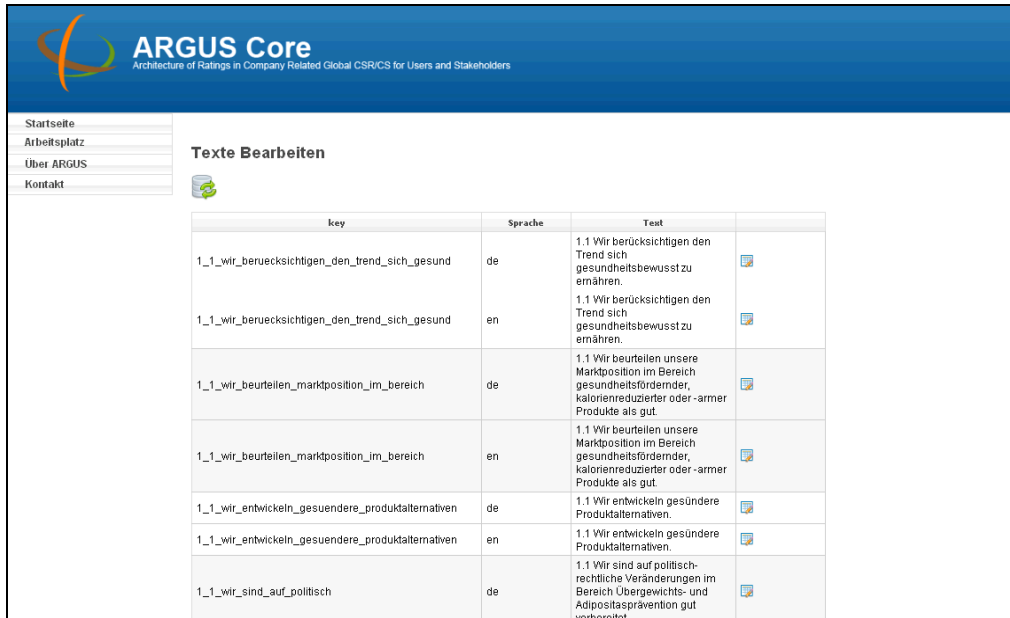 ARGUS Core
Architecture of Ratings in Company Related Global CSR/CS for Users and Stakeholders
Startseite
Arbeitsplatz
Über ARGUS
Kontakt
Texte Bearbeiten
key Sprache Text
1_1_wir_beruecksichtigen_den_trend_sich_gesund de
1.1 Wir berücksichtigen den
Trend sich
gesundheitsbewusst zu
ernähren.
1_1_wir_beruecksichtigen_den_trend_sich_gesund en
1.1 Wir berücksichtigen den
Trend sich
gesundheitsbewusst zu
ernähren.
1_1_wir_beurteilen_marktposition_im_bereich de
1.1 Wir beurteilen unsere
Marktposition im Bereich
gesundheitsfördernder,
kalorienreduzierter oder -armer
Produkte als gut.
1_1_wir_beurteilen_marktposition_im_bereich en
1.1 Wir beurteilen unsere
Marktposition im Bereich
gesundheitsfördernder,
kalorienreduzierter oder -armer
Produkte als gut.
1_1_wir_entwickeln_gesuendere_produktalternativen de
1.1 Wir entwickeln gesündere
Produktalternativen.
1_1_wir_entwickeln_gesuendere_produktalternativen en
1.1 Wir entwickeln gesündere
Produktalternativen.
1_1_wir_sind_auf_politisch de
1.1 Wir sind auf politisch-
rechtliche Veränderungen im
Bereich Übergewichts- und
Adipositasprävention gut
vorbereitet